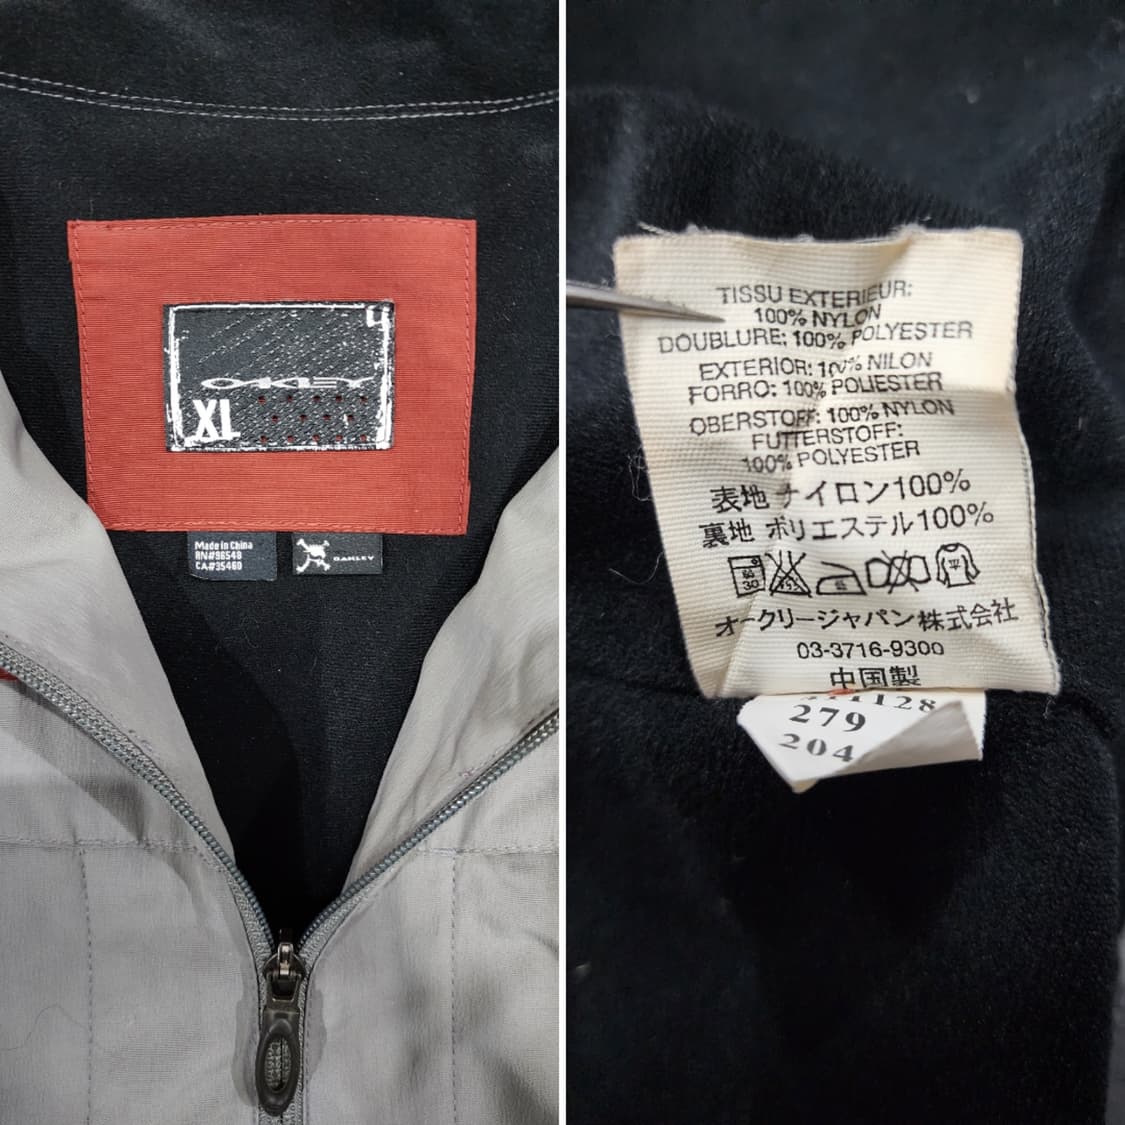 OAKLEY
XL
Made in China
RN#96548
CA#35460
OAKLEY
TISSU EXTERIEUR:
100% NYLON
DOUBLURE: 100% POLYESTER
EXTERIOR: 100% NILON
FORRO: 100% POLIESTER
OBERSTOFF: 100% NYLON
FUTTERSTOFF:
100% POLYESTER
表地 ナイロン100%
裏地 ポリエステル100%
平
オークリージャパン株式会社
03-3716-9300
中国製
279
204